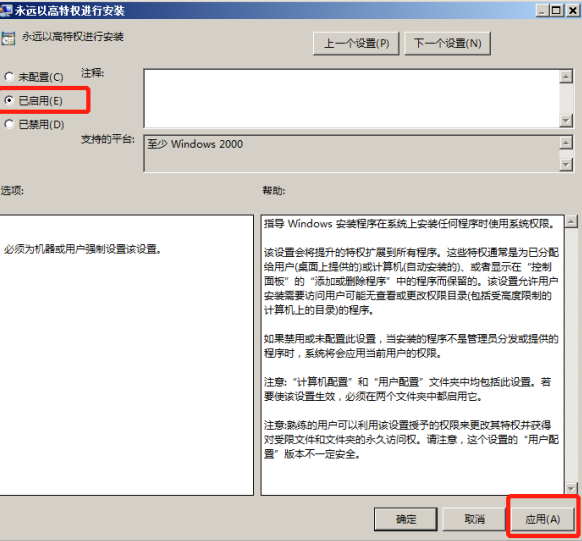 永远以高特权进行安装
永远以高特权进行安装
上一个设置(P)
下一个设置(N)
未配置(C)
注释:
已启用(E)
已禁用(D)
支持的平台:
至少 Windows 2000
选项:
帮助:
必须为机器或用户强制设置该设置。
指导 Windows 安装程序在系统上安装任何程序时使用系统权限。
该设置会将提升的特权扩展到所有程序。这些特权通常是为已分配
给用户(桌面上提供的)或计算机(自动安装的)、或者显示在“控制
面板”的“添加或删除程序”中的程序而保留的。该设置允许用户
安装需要访问用户可能无查看或更改权限目录(包括受高度限制的
计算机上的目录)的程序。
如果禁用或未配置此设置，当安装的程序不是管理员分发或提供的
程序时，系统将会应用当前用户的权限。
注意:“计算机配置”和“用户配置”文件夹中均包括此设置。若
要使该设置生效，必须在两个文件夹中都启用它。
注意:熟练的用户可以利用该设置授予的权限来更改其特权并获得
对受限文件和文件夹的永久访问权。请注意，这个设置的“用户配
置”版本不一定安全。
确定
取消
应用(A)